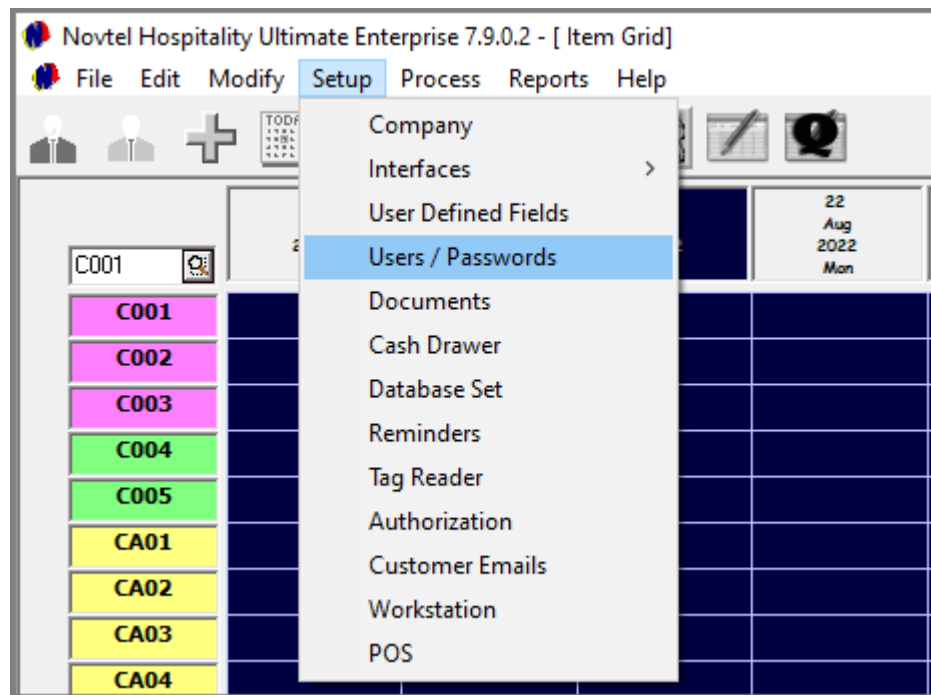 Novtel Hospitality Ultimate Enterprise 7.9.0.2 - [ Item Grid]
File Edit Modify Setup Process Reports Help
Company
Interfaces >
User Defined Fields
Users / Passwords
Documents
Cash Drawer
Database Set
Reminders
Tag Reader
Authorization
Customer Emails
Workstation
POS
Q
22
Aug
2022
Mon
C001
C001
C002
C003
C004
C005
CA01
CA02
CA03
CA04